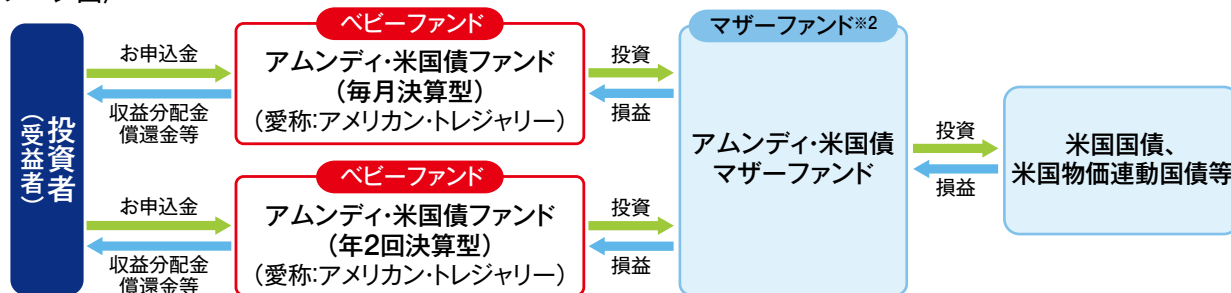 投資者
（受益者）
お申込金
収益分配金
償還金等
ベビーファンド
アムンディ・米国債ファンド
（毎月決算型）
（愛称:アメリカン・トレジャリー）
投資
損益
お申込金
収益分配金
償還金等
ベビーファンド
アムンディ・米国債ファンド
（年2回決算型）
（愛称:アメリカン・トレジャリー）
投資
損益
マザーファンド※2
アムンディ・米国債
マザーファンド
投資
損益
米国国債、
米国物価連動国債等